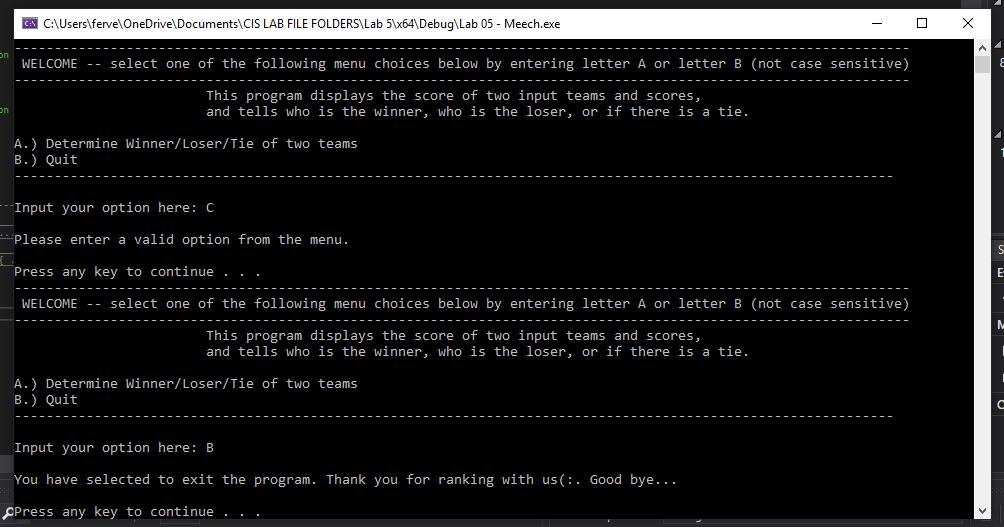 C:\Users\ferve\OneDrive\Documents\CIS LAB FILE FOLDERS\Lab 5\x64\Debug\Lab 05 - Meech.exe
----------------------------------------------------------------------------------------------------------------
WELCOME -- select one of the following menu choices below by entering letter A or letter B (not case sensitive)
----------------------------------------------------------------------------------------------------------------
This program displays the score of two input teams and scores,
and tells who is the winner, who is the loser, or if there is a tie.
A.) Determine Winner/Loser/Tie of two teams
B.) Quit
--------------------------------------------------------------------------------------------------------------
Input your option here: C
Please enter a valid option from the menu.
Press any key to continue . . .
----------------------------------------------------------------------------------------------------------------
WELCOME -- select one of the following menu choices below by entering letter A or letter B (not case sensitive)
----------------------------------------------------------------------------------------------------------------
This program displays the score of two input teams and scores,
and tells who is the winner, who is the loser, or if there is a tie.
A.) Determine Winner/Loser/Tie of two teams
B.) Quit
--------------------------------------------------------------------------------------------------------------
Input your option here: B
You have selected to exit the program. Thank you for ranking with us(:. Good bye...
Press any key to continue . . .